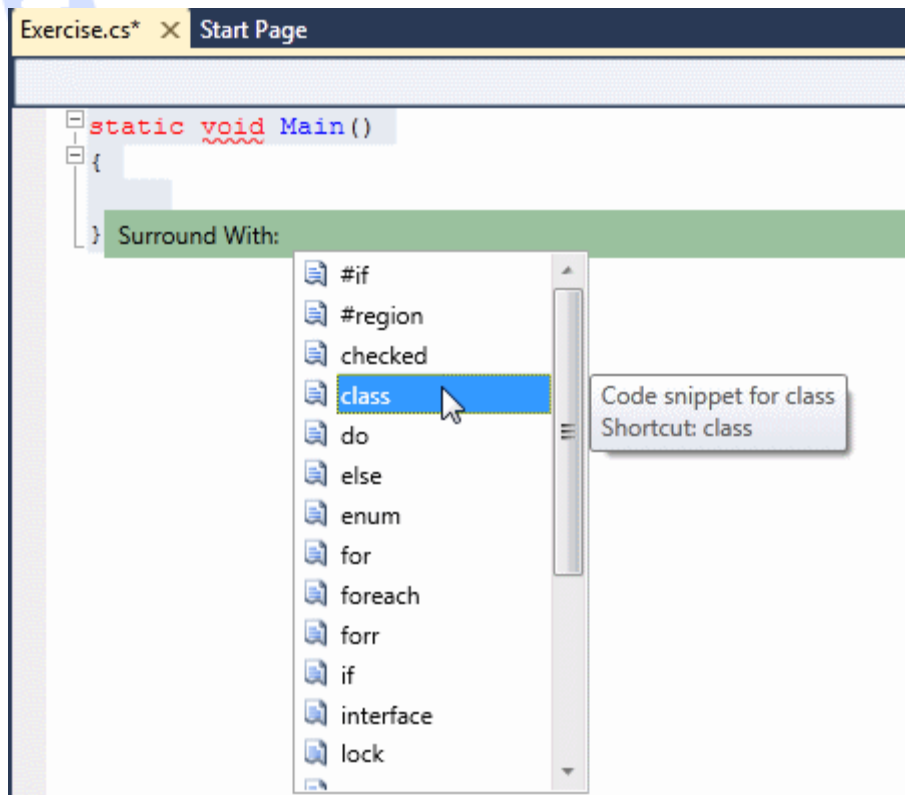 Exercise.cs* Start Page
static void Main()
{
} Surround With:
#if
#region
checked
class
Code snippet for class
Shortcut: class
do
else
enum
for
foreach
forr
if
interface
lock